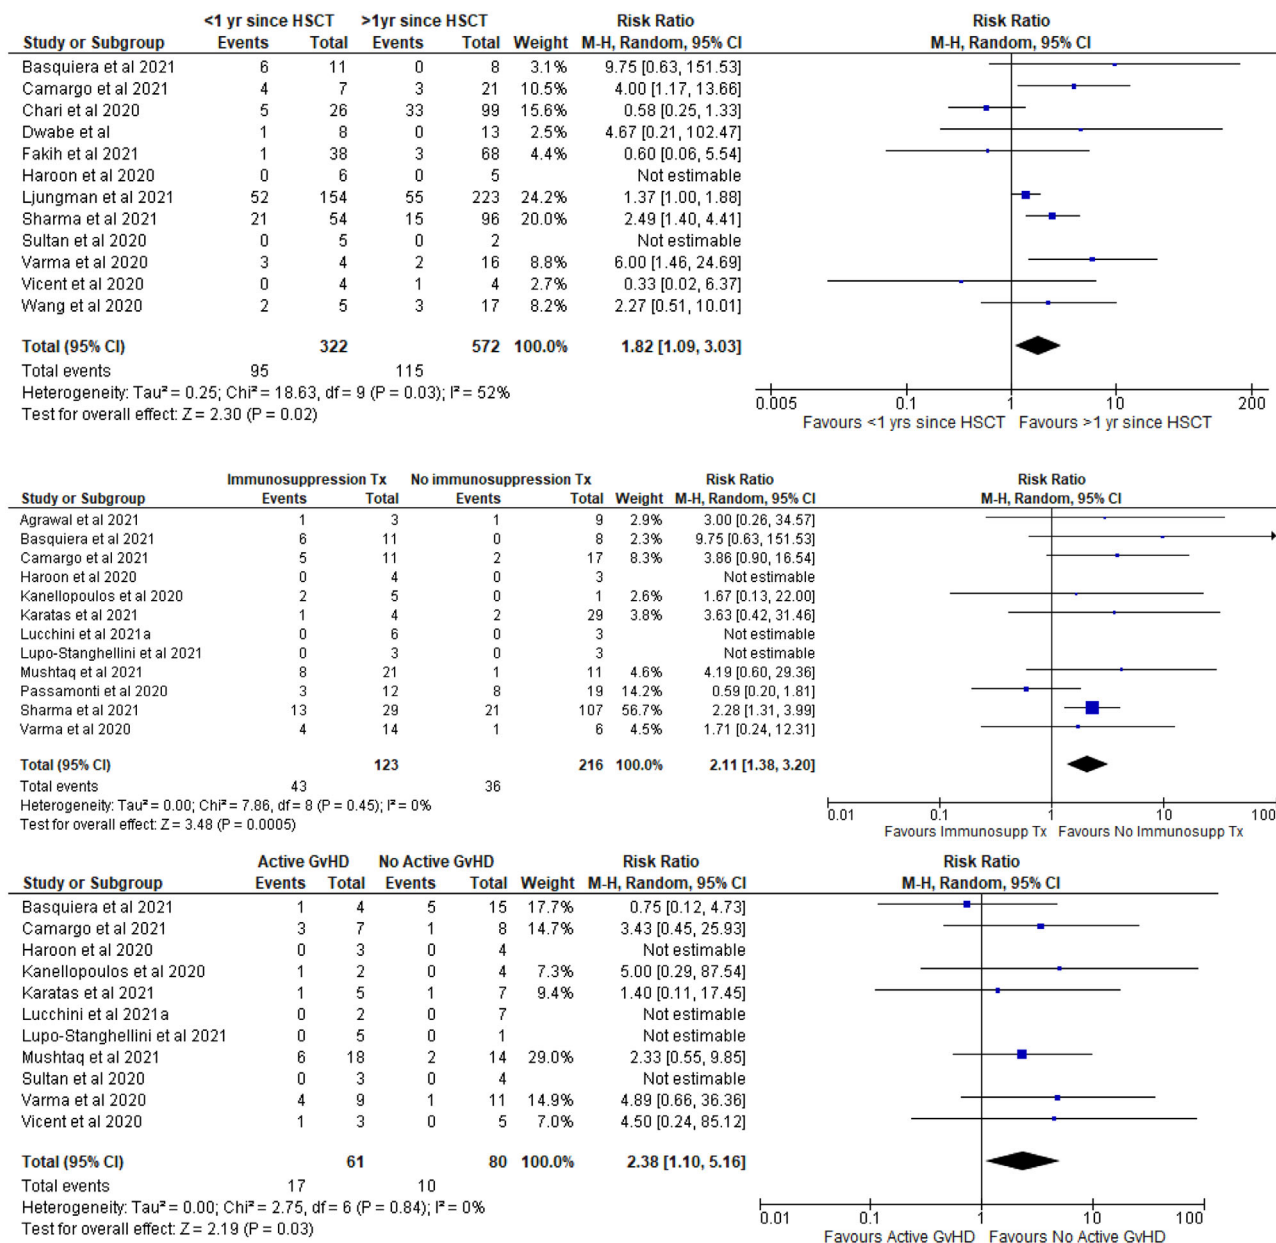 <1 yr since HSCT >1yr since HSCT Risk Ratio Risk Ratio
Study or Subgroup Events Total Events Total Weight M-H, Random, 95% CI M-H, Random, 95% CI
Basquiera et al 2021 6 11 0 8 3.1% 9.75 [0.63, 151.53]
Camargo et al 2021 4 7 3 21 10.5% 4.00 [1.17, 13.66]
Chari et al 2020 5 26 33 99 15.6% 0.58 [0.25, 1.33]
Dwabe et al 1 8 0 13 2.5% 4.67 [0.21, 102.47]
Fakih et al 2021 1 38 3 68 4.4% 0.60 [0.06, 5.54]
Haroon et al 2020 0 6 0 5 Not estimable
Ljungman et al 2021 52 154 55 223 24.2% 1.37 [1.00, 1.88]
Sharma et al 2021 21 54 15 96 20.0% 2.49 [1.40, 4.41]
Sultan et al 2020 0 5 0 2 Not estimable
Varma et al 2020 3 4 2 16 8.8% 6.00 [1.46, 24.69]
Vicent et al 2020 0 4 1 4 2.7% 0.33 [0.02, 6.37]
Wang et al 2020 2 5 3 17 8.2% 2.27 [0.51, 10.01]
Total (95% CI) 322 572 100.0% 1.82 [1.09, 3.03]
Total events 95 115
Heterogeneity: Tau² = 0.25; Chi² = 18.63, df = 9 (P = 0.03); I² = 52%
Test for overall effect: Z = 2.30 (P = 0.02)
0.005 0.1 1 10 200
Favours <1 yrs since HSCT Favours >1 yr since HSCT
Immunosuppression Tx No immunosuppression Tx Risk Ratio Risk Ratio
Study or Subgroup Events Total Events Total Weight M-H, Random, 95% CI M-H, Random, 95% CI
Agrawal et al 2021 1 3 1 9 2.9% 3.00 [0.26, 34.57]
Basquiera et al 2021 6 11 0 8 2.3% 9.75 [0.63, 151.53]
Camargo et al 2021 5 11 2 17 8.3% 3.86 [0.90, 16.54]
Haroon et al 2020 0 4 0 3 Not estimable
Kanellopoulos et al 2020 2 5 0 1 2.6% 1.67 [0.13, 22.00]
Karatas et al 2021 1 4 2 29 3.8% 3.63 [0.42, 31.46]
Lucchini et al 2021a 0 6 0 3 Not estimable
Lupo-Stanghellini et al 2021 0 3 0 3 Not estimable
Mushtaq et al 2021 8 21 1 11 4.6% 4.19 [0.60, 29.36]
Passamonti et al 2020 3 12 8 19 14.2% 0.59 [0.20, 1.81]
Sharma et al 2021 13 29 21 107 56.7% 2.28 [1.31, 3.99]
Varma et al 2020 4 14 1 6 4.5% 1.71 [0.24, 12.31]
Total (95% CI) 123 216 100.0% 2.11 [1.38, 3.20]
Total events 43 36
Heterogeneity: Tau² = 0.00; Chi² = 7.86, df = 8 (P = 0.45); I² = 0%
Test for overall effect: Z = 3.48 (P = 0.0005)
0.01 0.1 1 10 100
Favours Immunosupp Tx Favours No Immunosupp Tx
Active GvHD No Active GvHD Risk Ratio Risk Ratio
Study or Subgroup Events Total Events Total Weight M-H, Random, 95% CI M-H, Random, 95% CI
Basquiera et al 2021 1 4 5 15 17.7% 0.75 [0.12, 4.73]
Camargo et al 2021 3 7 1 8 14.7% 3.43 [0.45, 25.93]
Haroon et al 2020 0 3 0 4 Not estimable
Kanellopoulos et al 2020 1 2 0 4 7.3% 5.00 [0.29, 87.54]
Karatas et al 2021 1 5 1 7 9.4% 1.40 [0.11, 17.45]
Lucchini et al 2021a 0 2 0 7 Not estimable
Lupo-Stanghellini et al 2021 0 5 0 1 Not estimable
Mushtaq et al 2021 6 18 2 14 29.0% 2.33 [0.55, 9.85]
Sultan et al 2020 0 3 0 4 Not estimable
Varma et al 2020 4 9 1 11 14.9% 4.89 [0.66, 36.36]
Vicent et al 2020 1 3 0 5 7.0% 4.50 [0.24, 85.12]
Total (95% CI) 61 80 100.0% 2.38 [1.10, 5.16]
Total events 17 10
Heterogeneity: Tau² = 0.00; Chi² = 2.75, df = 6 (P = 0.84); I² = 0%
Test for overall effect: Z = 2.19 (P = 0.03)
0.01 0.1 1 10 100
Favours Active GvHD Favours No Active GvHD